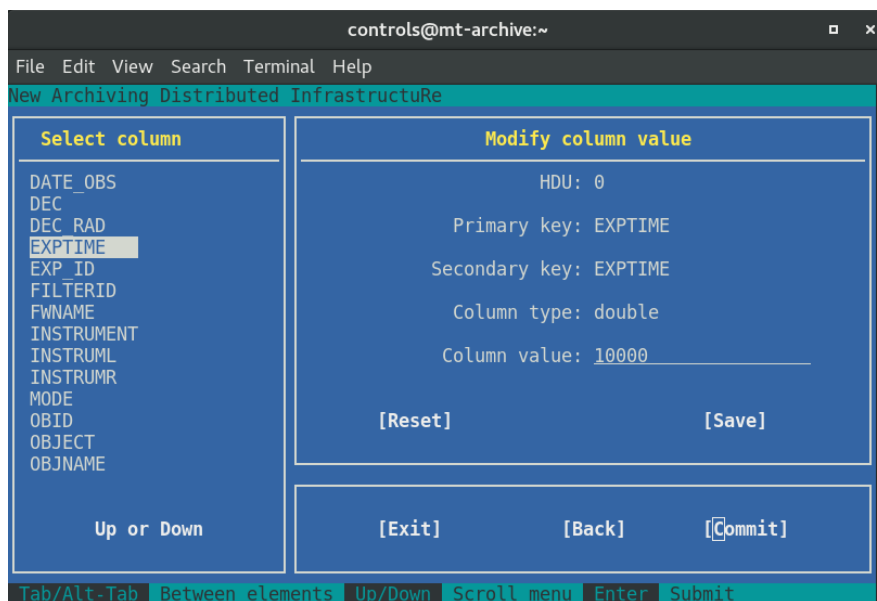 controls@mt-archive:~
File Edit View Search Terminal Help
New Archiving Distributed InfrastructuRe
Select column
DATE_OBS
DEC
DEC_RAD
EXPTIME
EXP_ID
FILTERID
FWNAME
INSTRUMENT
INSTRUML
INSTRUMR
MODE
OBID
OBJECT
OBJNAME
Up or Down
Modify column value
HDU: 0
Primary key: EXPTIME
Secondary key: EXPTIME
Column type: double
Column value: 10000
[Reset] [Save]
[Exit] [Back] [Commit]
Tab/Alt-Tab Between elements Up/Down Scroll menu Enter Submit